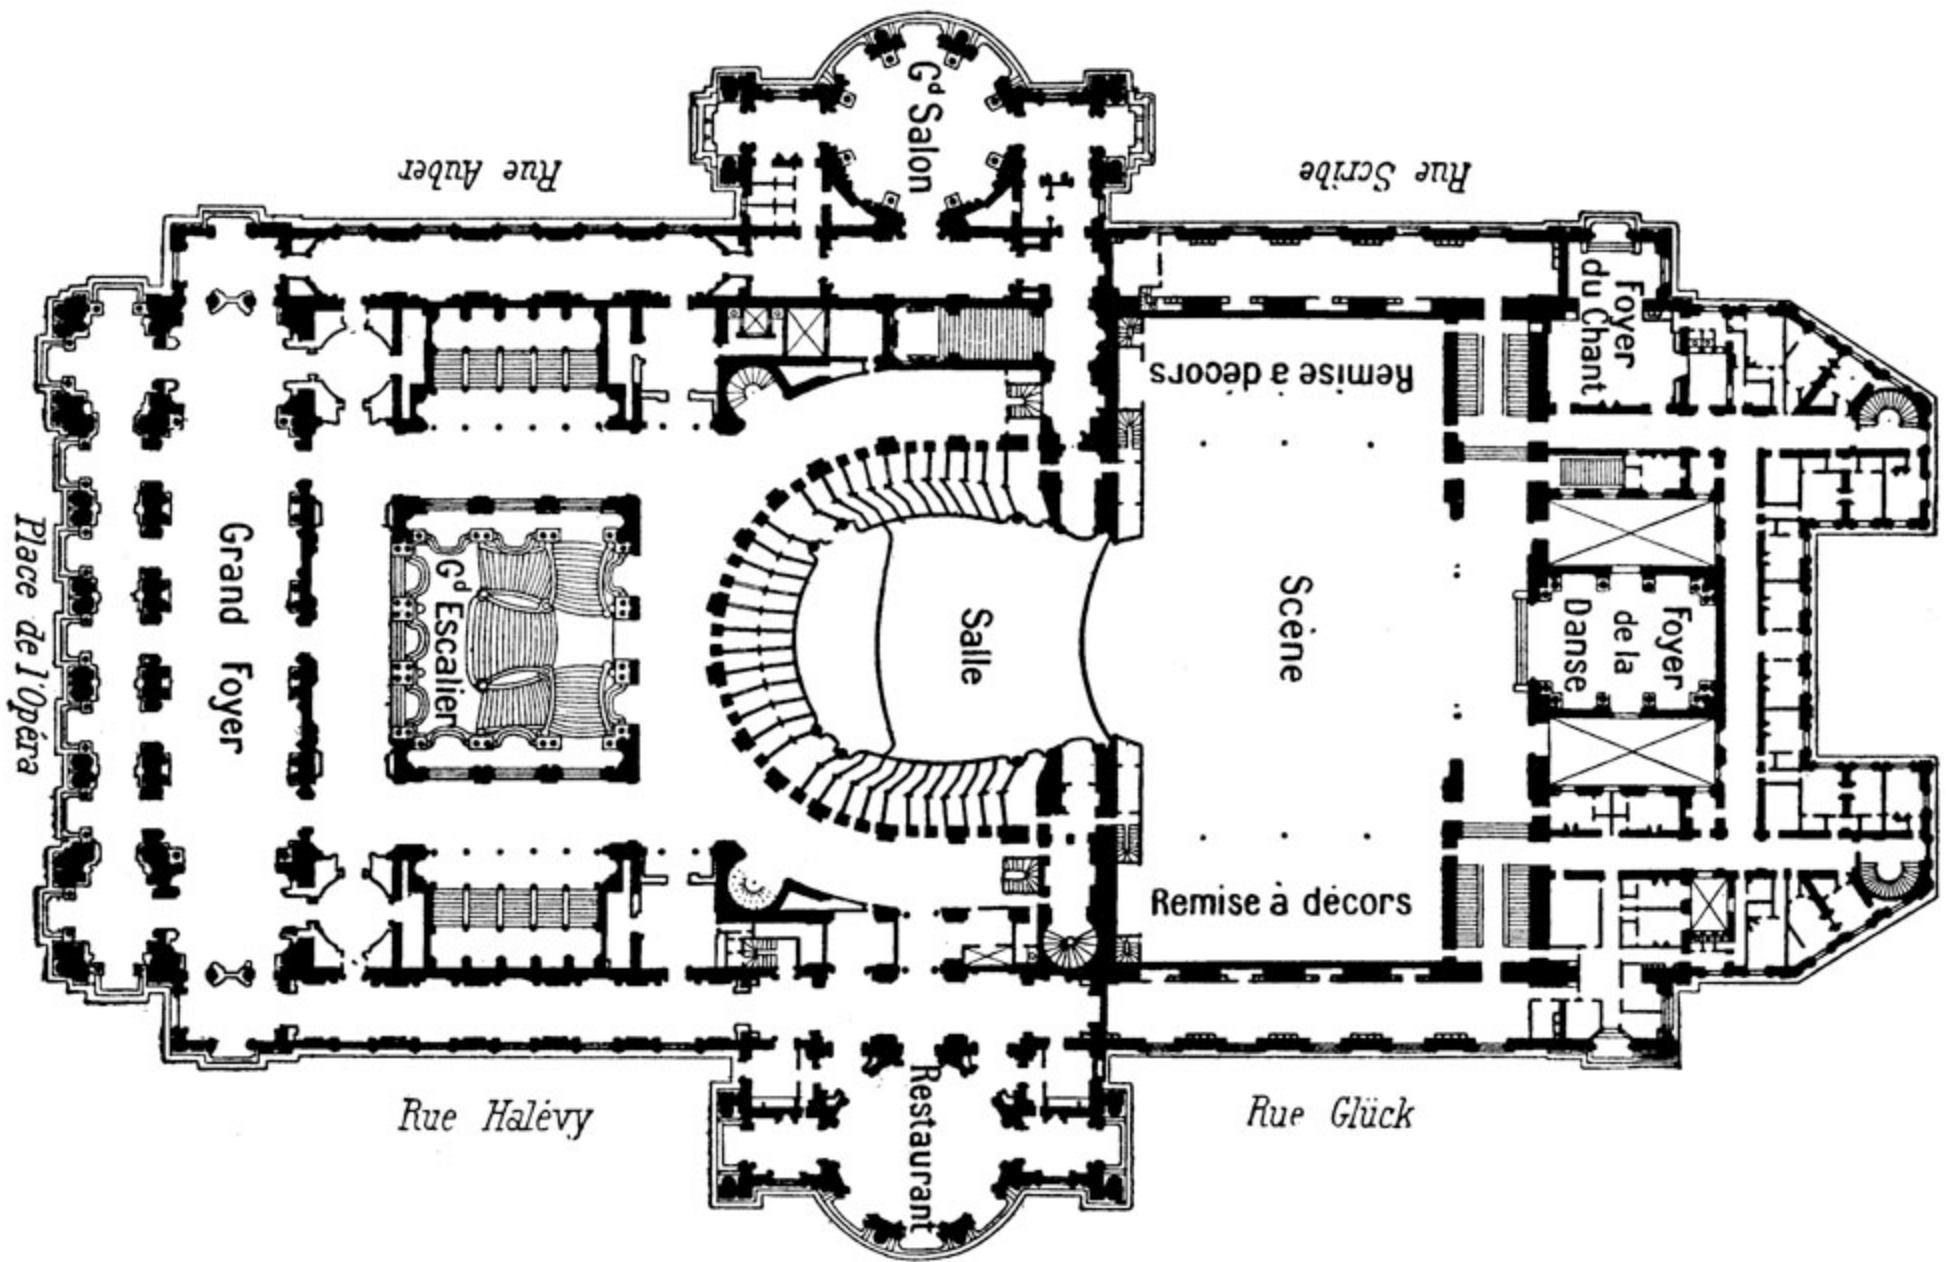 Gd Salon
Rue Auber
Rue Scribe
Foyer
du Chant
Remise a décors
Place de l'Opéra
Grand Foyer
Gd Escalier
Salle
Scène
Foyer
de la
Danse
Remise à décors
Rue Halévy
Restaurant
Rue Glück